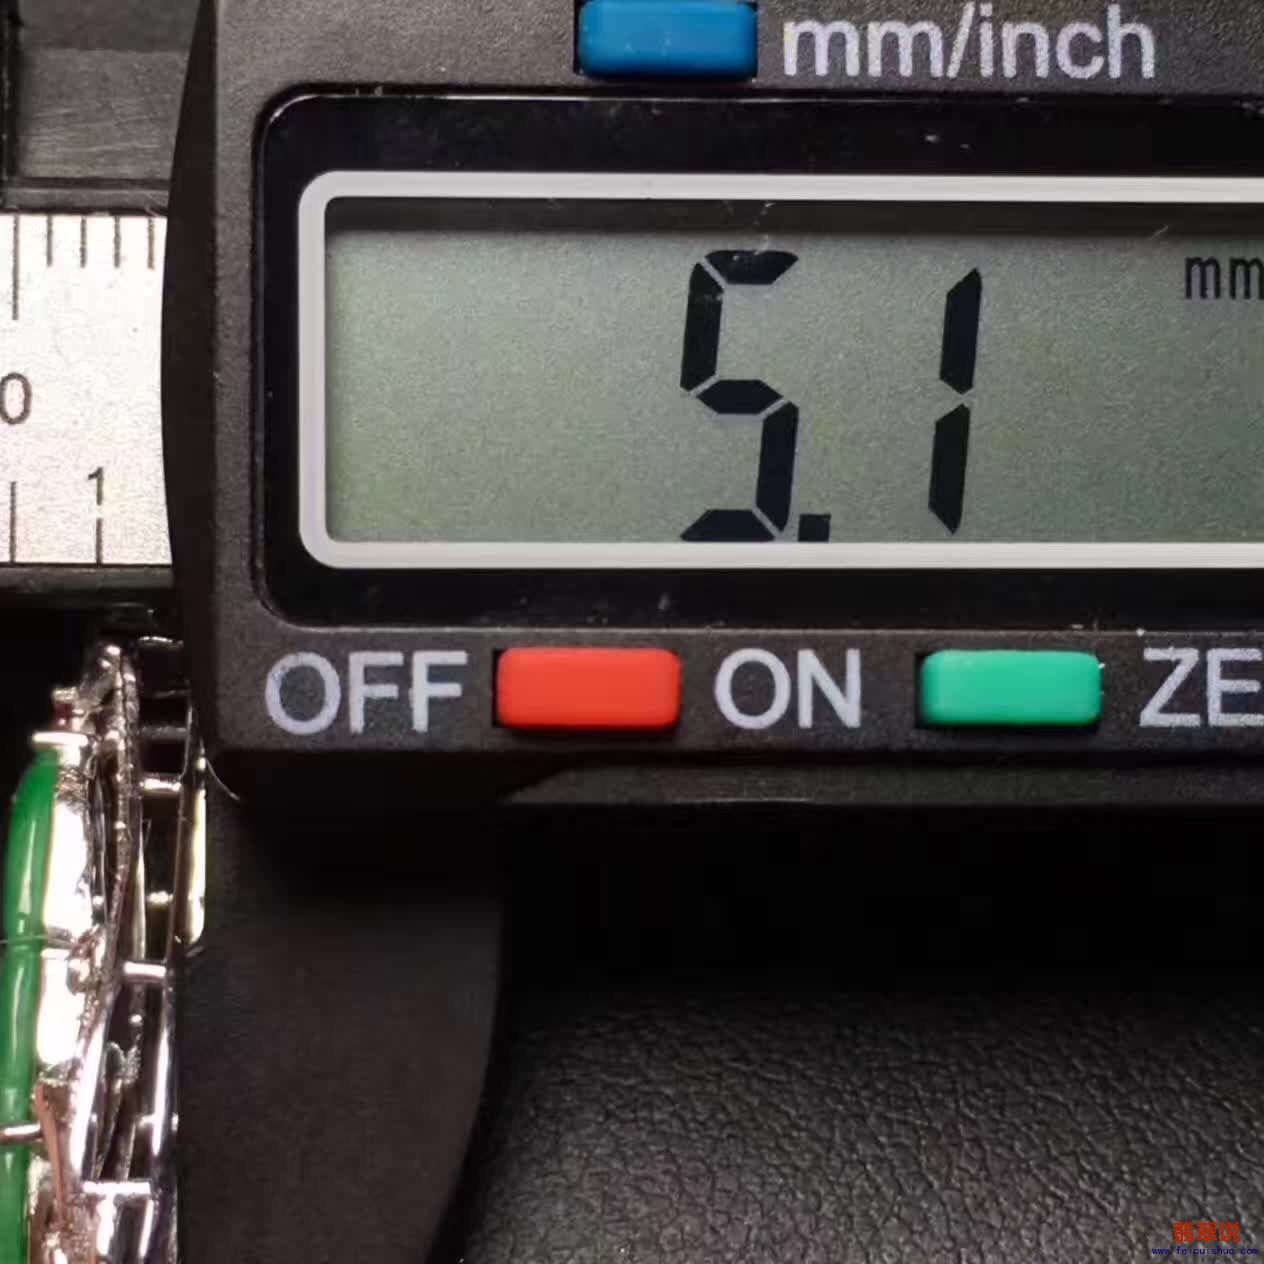 mm/inch
5.1
mm
0
1
OFF
ON
ZE
翡翠说
www.feicuishuo.com